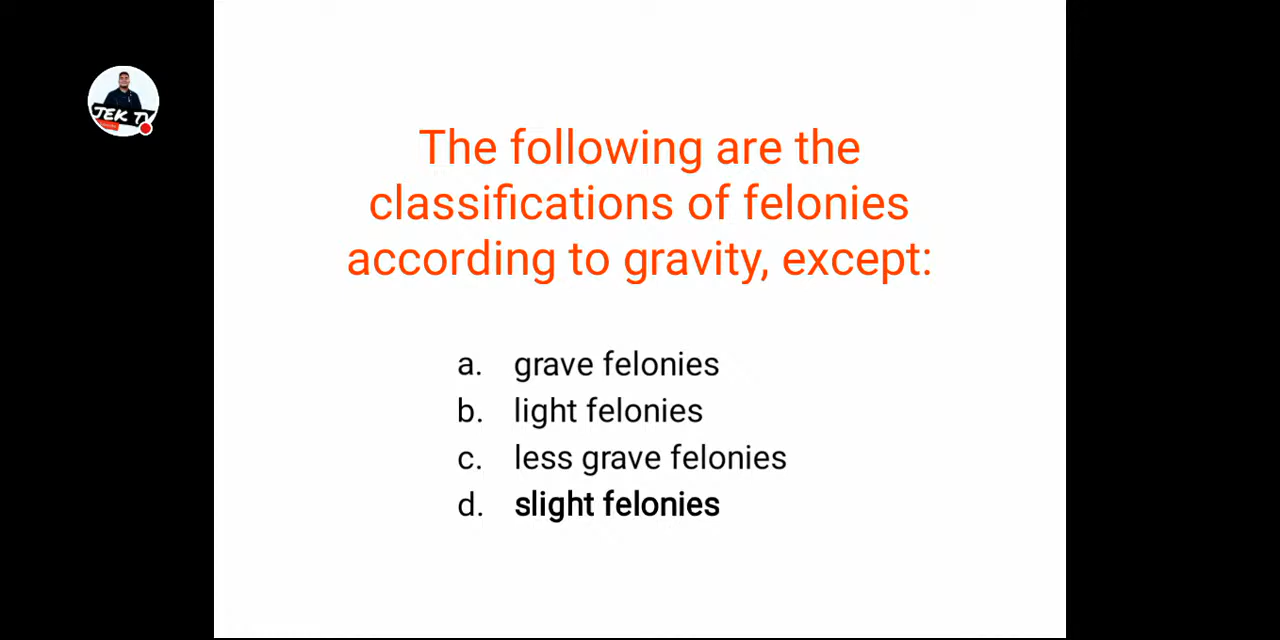 JEK TV
The following are the
classifications of felonies
according to gravity, except:
a. grave felonies
b. light felonies
c. less grave felonies
d. slight felonies